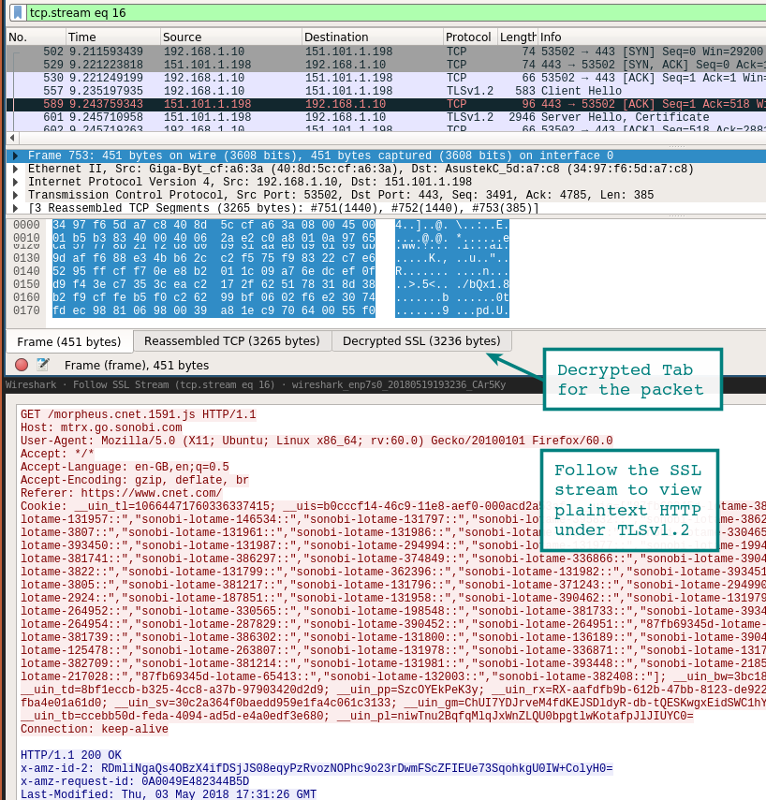 tcp.stream eq 16
No. Time Source Destination Protocol Length Info
502 9.211593439 192.168.1.10 151.101.1.198 TCP 74 53502 → 443 [SYN] Seq=0 Win=29200
529 9.221223818 151.101.1.198 192.168.1.10 TCP 74 443 → 53502 [SYN, ACK] Seq=0 Ack=1
530 9.221249199 192.168.1.10 151.101.1.198 TCP 66 53502 → 443 [ACK] Seq=1 Ack=1 Win=
557 9.235197935 192.168.1.10 151.101.1.198 TLSv1.2 583 Client Hello
589 9.243759343 151.101.1.198 192.168.1.10 TCP 96 443 → 53502 [ACK] Seq=1 Ack=518 Wi
601 9.245710958 151.101.1.198 192.168.1.10 TLSv1.2 2946 Server Hello, Certificate
602 9.245719263 192.168.1.10 151.101.1.198 TCP 66 53502 → 443 [ACK] Seq=518 Ack=288
Frame 753: 451 bytes on wire (3608 bits), 451 bytes captured (3608 bits) on interface 0
Ethernet II, Src: Giga-Byt_cf:a6:3a (40:8d:5c:cf:a6:3a), Dst: AsustekC_5d:a7:c8 (34:97:f6:5d:a7:c8)
Internet Protocol Version 4, Src: 192.168.1.10, Dst: 151.101.1.198
Transmission Control Protocol, Src Port: 53502, Dst Port: 443, Seq: 3491, Ack: 4785, Len: 385
[3 Reassembled TCP Segments (3265 bytes): #751(1440), #752(1440), #753(385)]
0000 34 97 f6 5d a7 c8 40 8d 5c cf a6 3a 08 00 45 00 4..]..@. \..:..E.
0010 01 b5 b3 83 40 00 40 06 2a e2 c0 a8 01 0a 97 65 ....@.@. *......e
0130 9d af f6 88 e3 4b b6 2c c2 f5 75 f9 83 22 c7 e6 .....K., ..u.."..
0140 52 95 ff cf f7 0e e8 b2 01 1c 09 a7 6e dc ef 0f R....... ....n...
0150 d9 f4 3e c7 35 3c ea c2 17 2f 62 51 78 31 8d 38 ..>.5<.. ./bQx1.8
0160 b2 f9 cf fe b5 f0 c2 62 99 bf 06 02 f6 e2 30 74 .......b ......0t
0170 fd ec 98 81 06 98 00 39 a8 1e c9 70 64 00 55 f0 .......9 ...pd.U.
Frame (451 bytes) Reassembled TCP (3265 bytes) Decrypted SSL (3236 bytes)
Frame (frame), 451 bytes
Decrypted Tab
for the packet
Wireshark · Follow SSL Stream (tcp.stream eq 16) · wireshark_enp7s0_20180519193236_CAr5Ky
GET /morpheus.cnet.1591.js HTTP/1.1
Host: mtrx.go.sonobi.com
User-Agent: Mozilla/5.0 (X11; Ubuntu; Linux x86_64; rv:60.0) Gecko/20100101 Firefox/60.0
Accept: */*
Accept-Language: en-GB,en;q=0.5
Accept-Encoding: gzip, deflate, br
Referer: https://www.cnet.com/
Follow the SSL
stream to view
plaintext HTTP
under TLSv1.2
Cookie: __uin_tl=10664471760336337415; __uis=b0cccf14-46c9-11e8-aef0-000acd2a
lotame-131957::","sonobi-lotame-146534::","sonobi-lotame-131797::","sonobi-lo
lotame-3807::","sonobi-lotame-131961::","sonobi-lotame-131986::","sonobi-lota -330465
lotame-393450::","sonobi-lotame-131987::","sonobi-lotame-294994::","sonobi-lo -1994
lotame-381741::","sonobi-lotame-386297::","sonobi-lotame-374849::","sonobi-lotame-336866::","sonobi-lotame-3904
lotame-3822::","sonobi-lotame-131799::","sonobi-lotame-362396::","sonobi-lotame-131982::","sonobi-lotame-393451
lotame-3805::","sonobi-lotame-381217::","sonobi-lotame-131796::","sonobi-lotame-371243::","sonobi-lotame-294990
lotame-2924::","sonobi-lotame-187851::","sonobi-lotame-131958::","sonobi-lotame-390462::","sonobi-lotame-131979
lotame-264952::","sonobi-lotame-330565::","sonobi-lotame-198548::","sonobi-lotame-381733::","sonobi-lotame-3934
lotame-264954::","sonobi-lotame-287829::","sonobi-lotame-390452::","sonobi-lotame-264951::","87fb69345d-lotame-
lotame-381739::","sonobi-lotame-386302::","sonobi-lotame-131800::","sonobi-lotame-136189::","sonobi-lotame-3904
lotame-125478::","sonobi-lotame-263807::","sonobi-lotame-131978::","sonobi-lotame-336871::","sonobi-lotame-1317
lotame-382709::","sonobi-lotame-381214::","sonobi-lotame-131981::","sonobi-lotame-393448::","sonobi-lotame-2185
lotame-217028::","87fb69345d-lotame-65413::","sonobi-lotame-132003::","sonobi-lotame-382408::"]; __uin_bw=3bc18
__uin_td=8bf1eccb-b325-4cc8-a37b-97903420d2d9; __uin_pp=SzcOYEkPeK3y; __uin_rx=RX-aafdfb9b-612b-47bb-8123-de922
fba4e01a61d0; __uin_sv=30c2a364f0baedd959e1fa4c061c3133; __uin_gm=ChUI7YDJrveM4fdKEJSDldyR-db-tQESKwgxEidSWC1hY
__uin_tb=ccebb50d-feda-4094-ad5d-e4a0edf3e680; __uin_pl=niwTnu2BqfqMlqJxWnZLQU0bpgtlwKotafpJlJIUYC0=
Connection: keep-alive
HTTP/1.1 200 OK
x-amz-id-2: RDmliNgaQs4OBzX4ifDSjJS08eqyPzRvozNOPhc9o23rDwmFScZFIEUe73SqohkgU0IW+ColyH0=
x-amz-request-id: 0A0049E482344B5D
Last-Modified: Thu, 03 May 2018 17:31:26 GMT